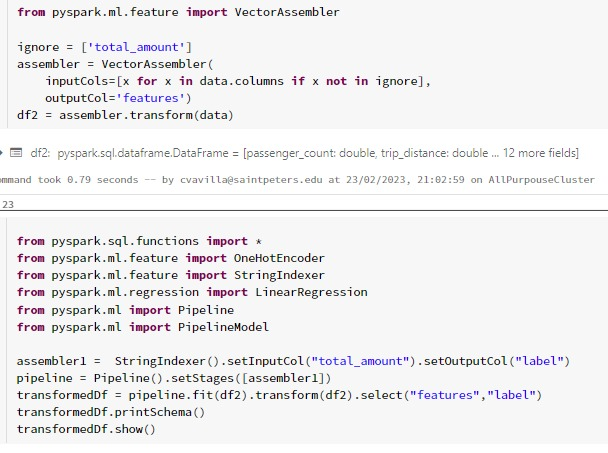 from pyspark.ml.feature import VectorAssembler
ignore = ['total_amount']
assembler = VectorAssembler(
inputCols=[x for x in data.columns if x not in ignore],
outputCol='features')
df2 = assembler.transform(data)
df2: pyspark.sql.dataframe.DataFrame = [passenger_count: double, trip_distance: double ... 12 more fields]
mmand took 0.79 seconds -- by cvavilla@saintpeters.edu at 23/02/2023, 21:02:59 on AllPurpouseCluster
23
from pyspark.sql.functions import *
from pyspark.ml.feature import OneHotEncoder
from pyspark.ml.feature import StringIndexer
from pyspark.ml.regression import LinearRegression
from pyspark.ml import Pipeline
from pyspark.ml import PipelineModel
assembler1 =  StringIndexer().setInputCol("total_amount").setOutputCol("label")
pipeline = Pipeline().setStages([assembler1])
transformedDf = pipeline.fit(df2).transform(df2).select("features","label")
transformedDf.printSchema()
transformedDf.show()